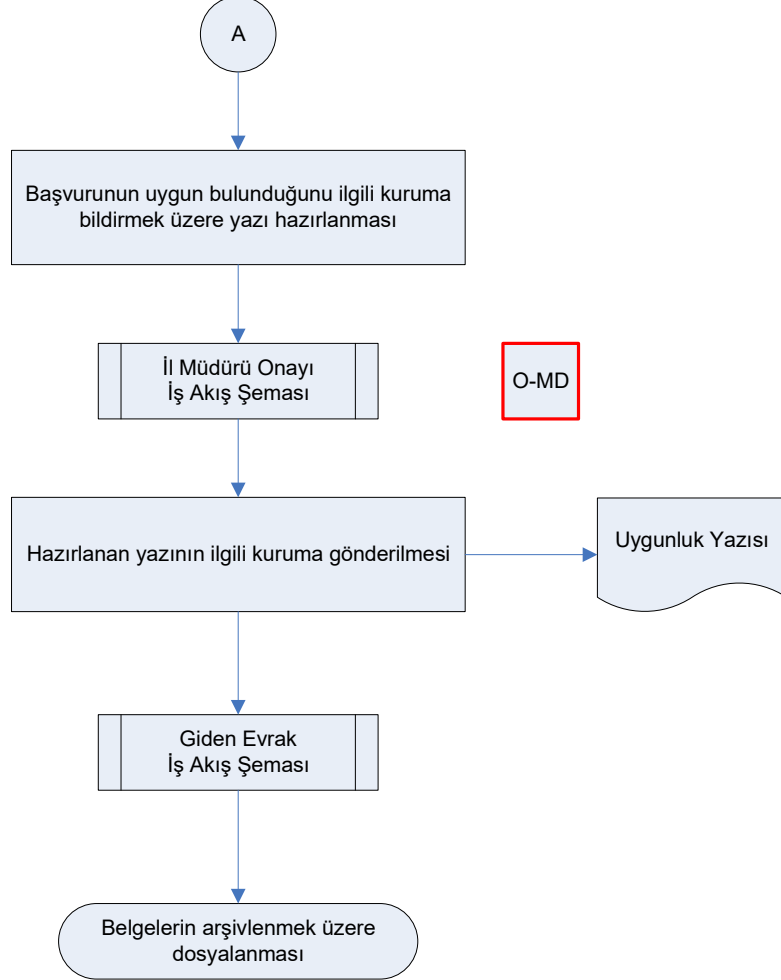 A
Başvurunun uygun bulunduğunu ilgili kuruma
bildirmek üzere yazı hazırlanması
İl Müdürü Onayı
İş Akış Şeması
O-MD
Hazırlanan yazının ilgili kuruma gönderilmesi
Uygunluk Yazısı
Giden Evrak
İş Akış Şeması
Belgelerin arşivlenmek üzere
dosyalanması